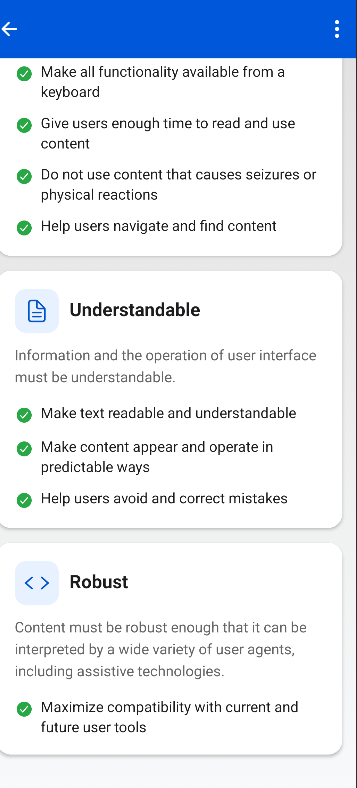 Make all functionality available from a
keyboard
Give users enough time to read and use
content
Do not use content that causes seizures or
physical reactions
Help users navigate and find content
Understandable
Information and the operation of user interface
must be understandable.
Make text readable and understandable
Make content appear and operate in
predictable ways
Help users avoid and correct mistakes
Robust
Content must be robust enough that it can be
interpreted by a wide variety of user agents,
including assistive technologies.
Maximize compatibility with current and
future user tools